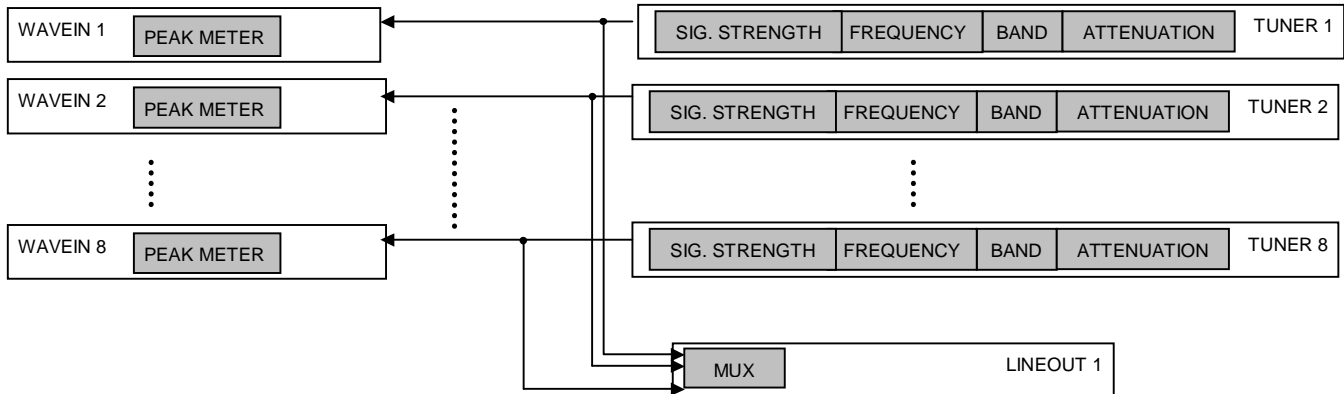 WAVEIN 1 PEAK METER SIG. STRENGTH FREQUENCY BAND ATTENUATION TUNER 1
WAVEIN 2 PEAK METER SIG. STRENGTH FREQUENCY BAND ATTENUATION TUNER 2
WAVEIN 8 PEAK METER SIG. STRENGTH FREQUENCY BAND ATTENUATION TUNER 8
MUX LINEOUT 1